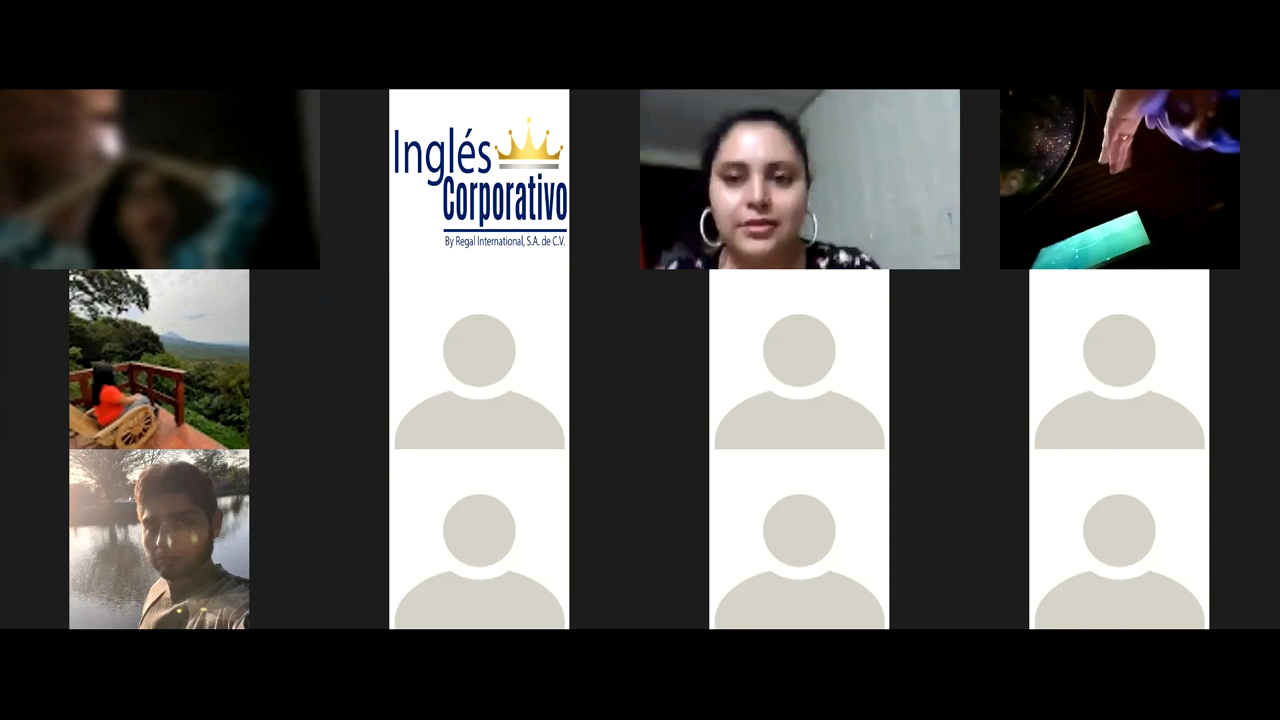 Inglés
Corporativo
By Regal International, S.A. de C.V.